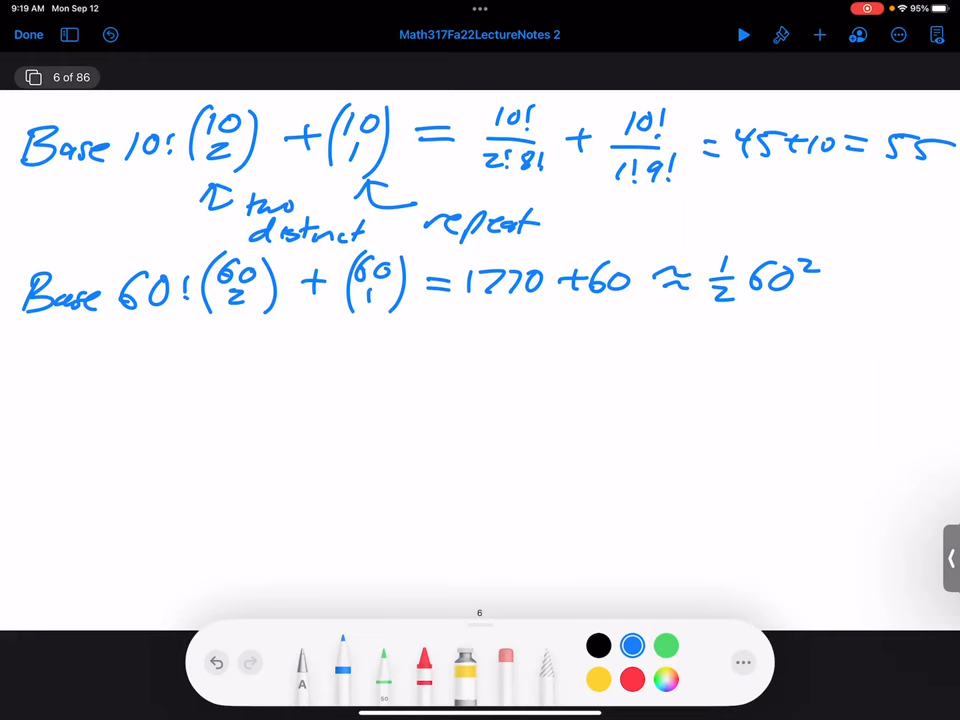 9:19 AM Mon Sep 12
95%
Done
Math317Fa22LectureNotes 2
6 of 86
Base 10: (10 2) + (10 1) = 10!/2!8! + 10!/1!9! = 45+10 = 55
two distinct
repeat
Base 60: (60 2) + (60 1) = 1770 + 60 ≈ 1/2 60²
6
A
50